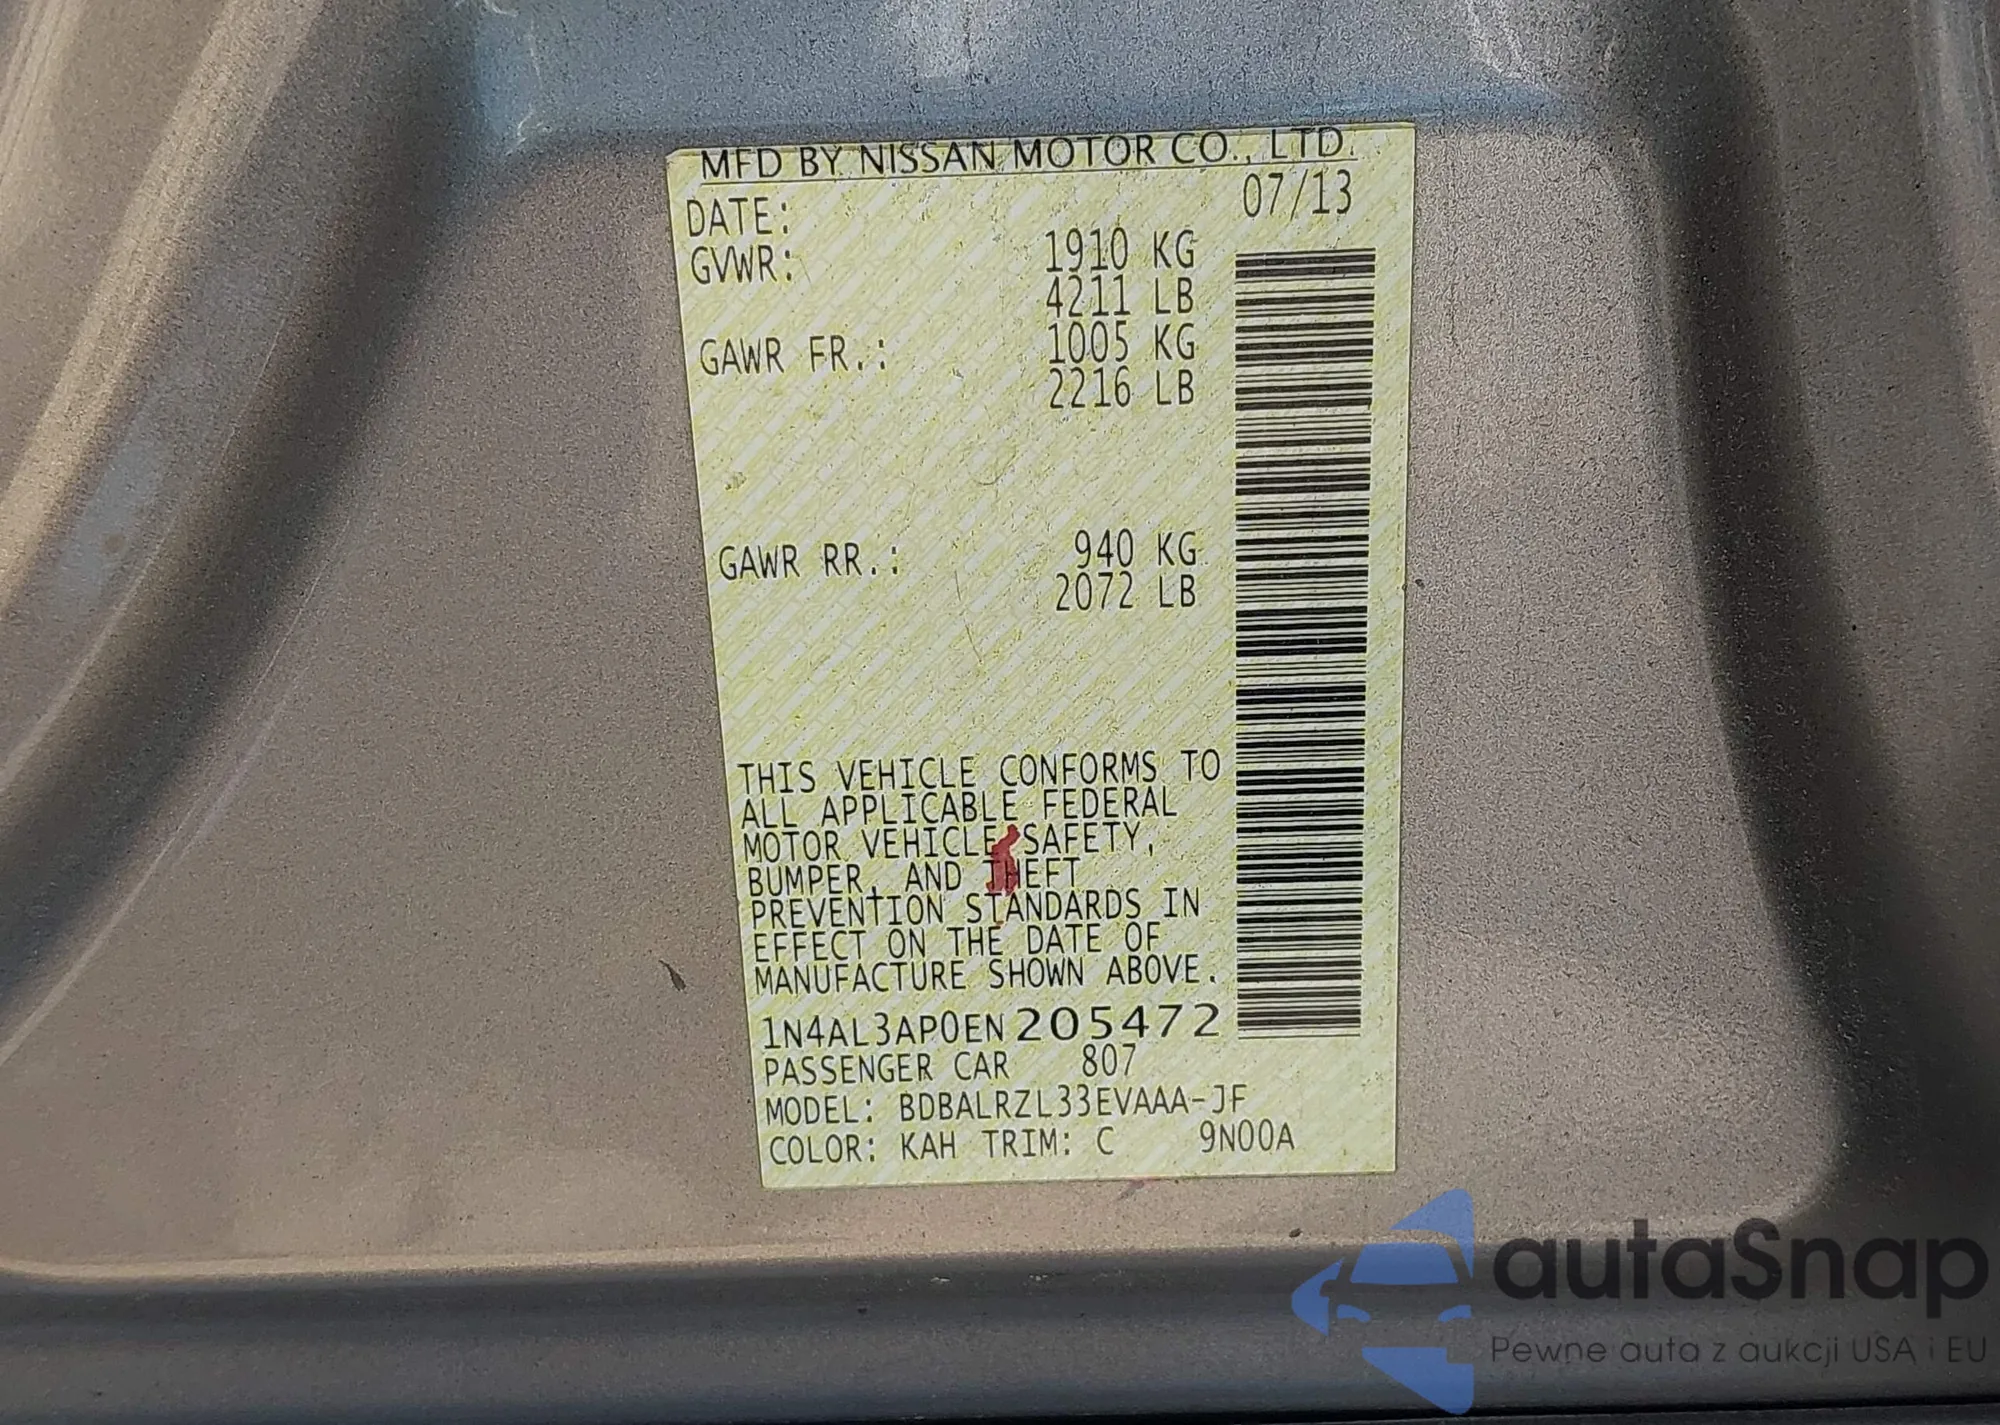 MFD BY NISSAN MOTOR CO., LTD.
DATE: 07/13
GVWR: 1910 KG
4211 LB
GAWR FR.: 1005 KG
2216 LB
GAWR RR.: 940 KG
2072 LB
THIS VEHICLE CONFORMS TO
ALL APPLICABLE FEDERAL
MOTOR VEHICLE SAFETY,
BUMPER, AND THEFT
PREVENTION STANDARDS IN
EFFECT ON THE DATE OF
MANUFACTURE SHOWN ABOVE.
1N4AL3AP0EN205472
PASSENGER CAR 807
MODEL: BDBALRZL33EVAAA-JF
COLOR: KAH TRIM: C 9N00A
autaSnap
Pewne auta z aukcji USA i EU